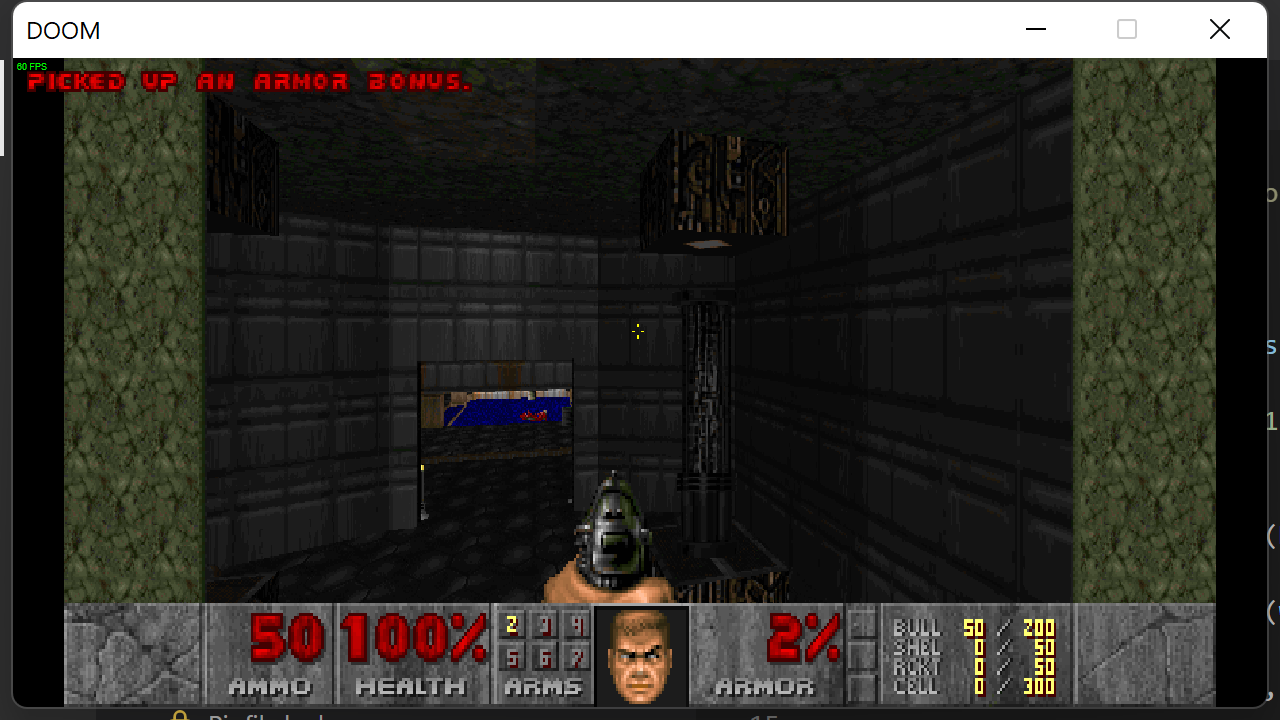 DOOM
60 FPS
PICKED UP AN ARMOR BONUS.
50 100% 2 3 4 2% BULL 50 / 200
SHEL 0 / 50
5 6 7 RCKT 0 / 50
AMMO HEALTH ARMS ARMOR CELL 0 / 300